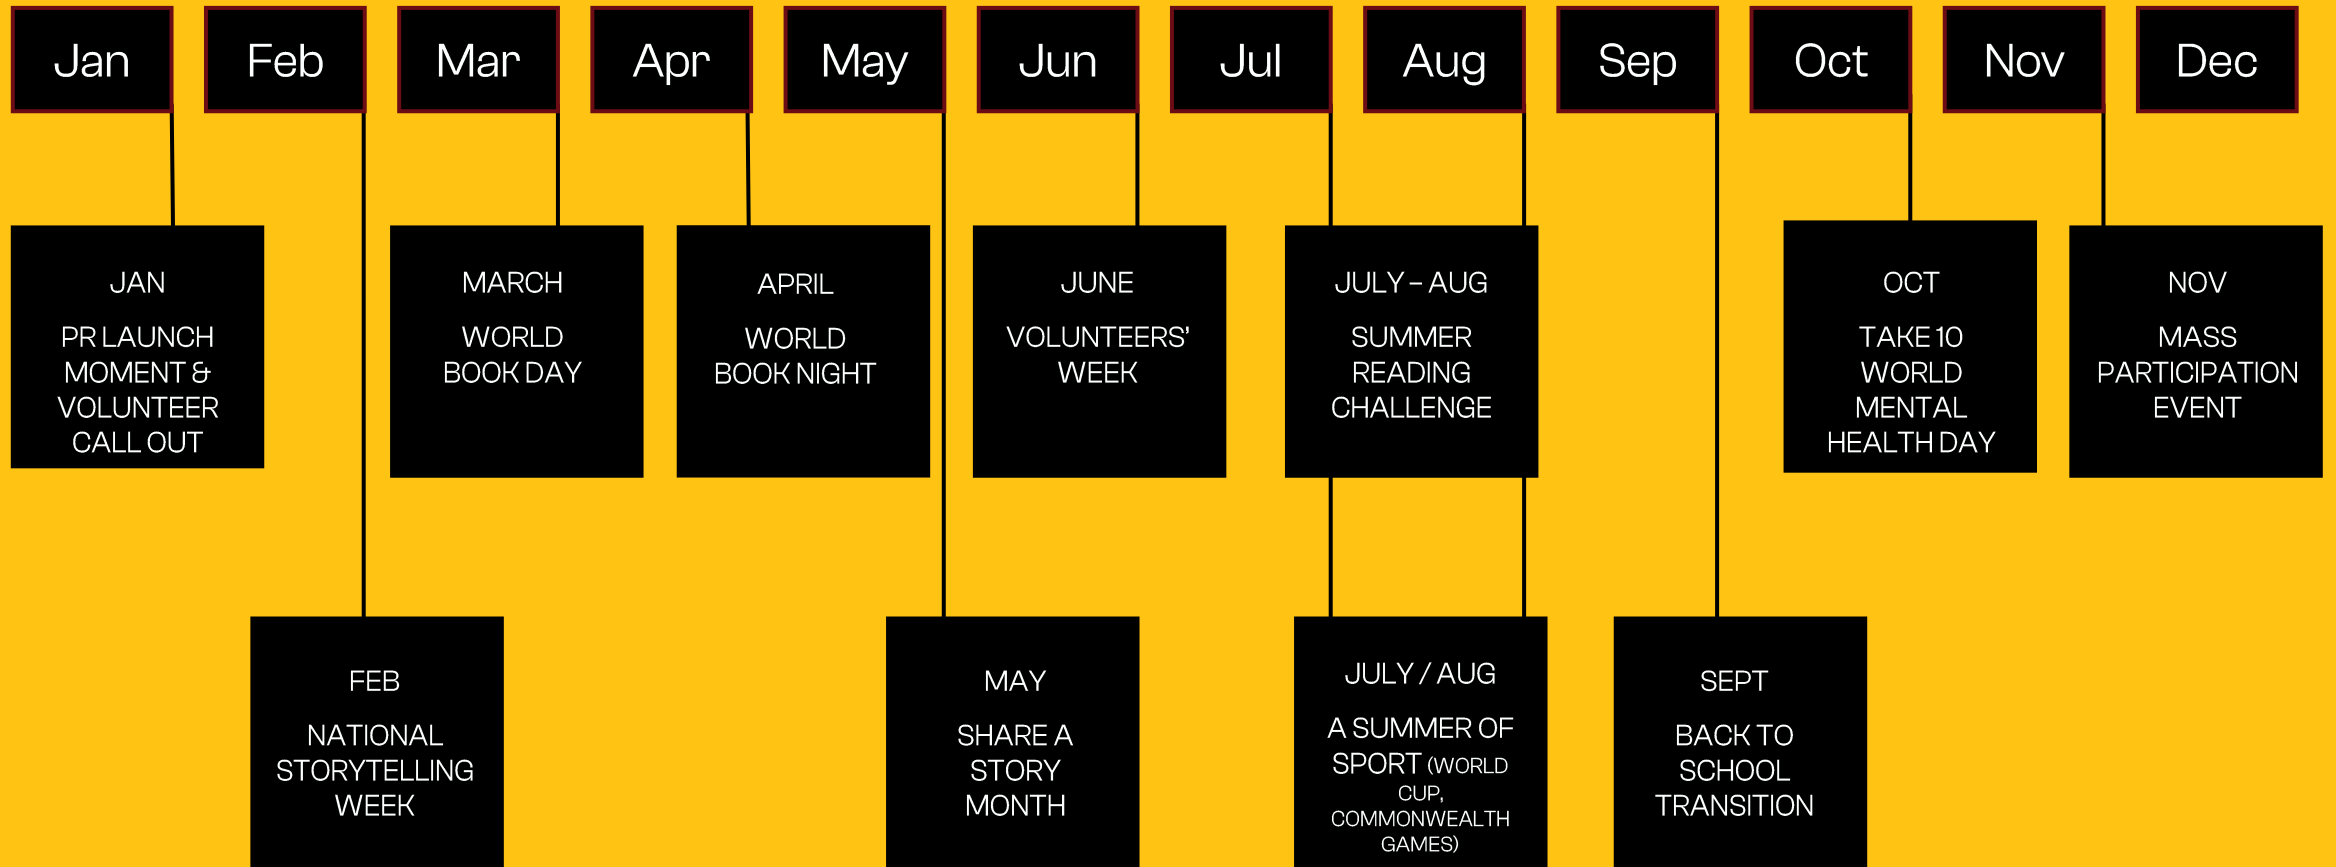 Jan
Feb
Mar
Apr
May
Jun
Jul
Aug
Sep
Oct
Nov
Dec
JAN
PR LAUNCH
MOMENT &
VOLUNTEER
CALL OUT
MARCH
WORLD
BOOK DAY
APRIL
WORLD
BOOK NIGHT
JUNE
VOLUNTEERS’
WEEK
JULY – AUG
SUMMER
READING
CHALLENGE
OCT
TAKE 10
WORLD
MENTAL
HEALTH DAY
NOV
MASS
PARTICIPATION
EVENT
FEB
NATIONAL
STORYTELLING
WEEK
MAY
SHARE A
STORY
MONTH
JULY / AUG
A SUMMER OF
SPORT (WORLD
CUP,
COMMONWEALTH
GAMES)
SEPT
BACK TO
SCHOOL
TRANSITION